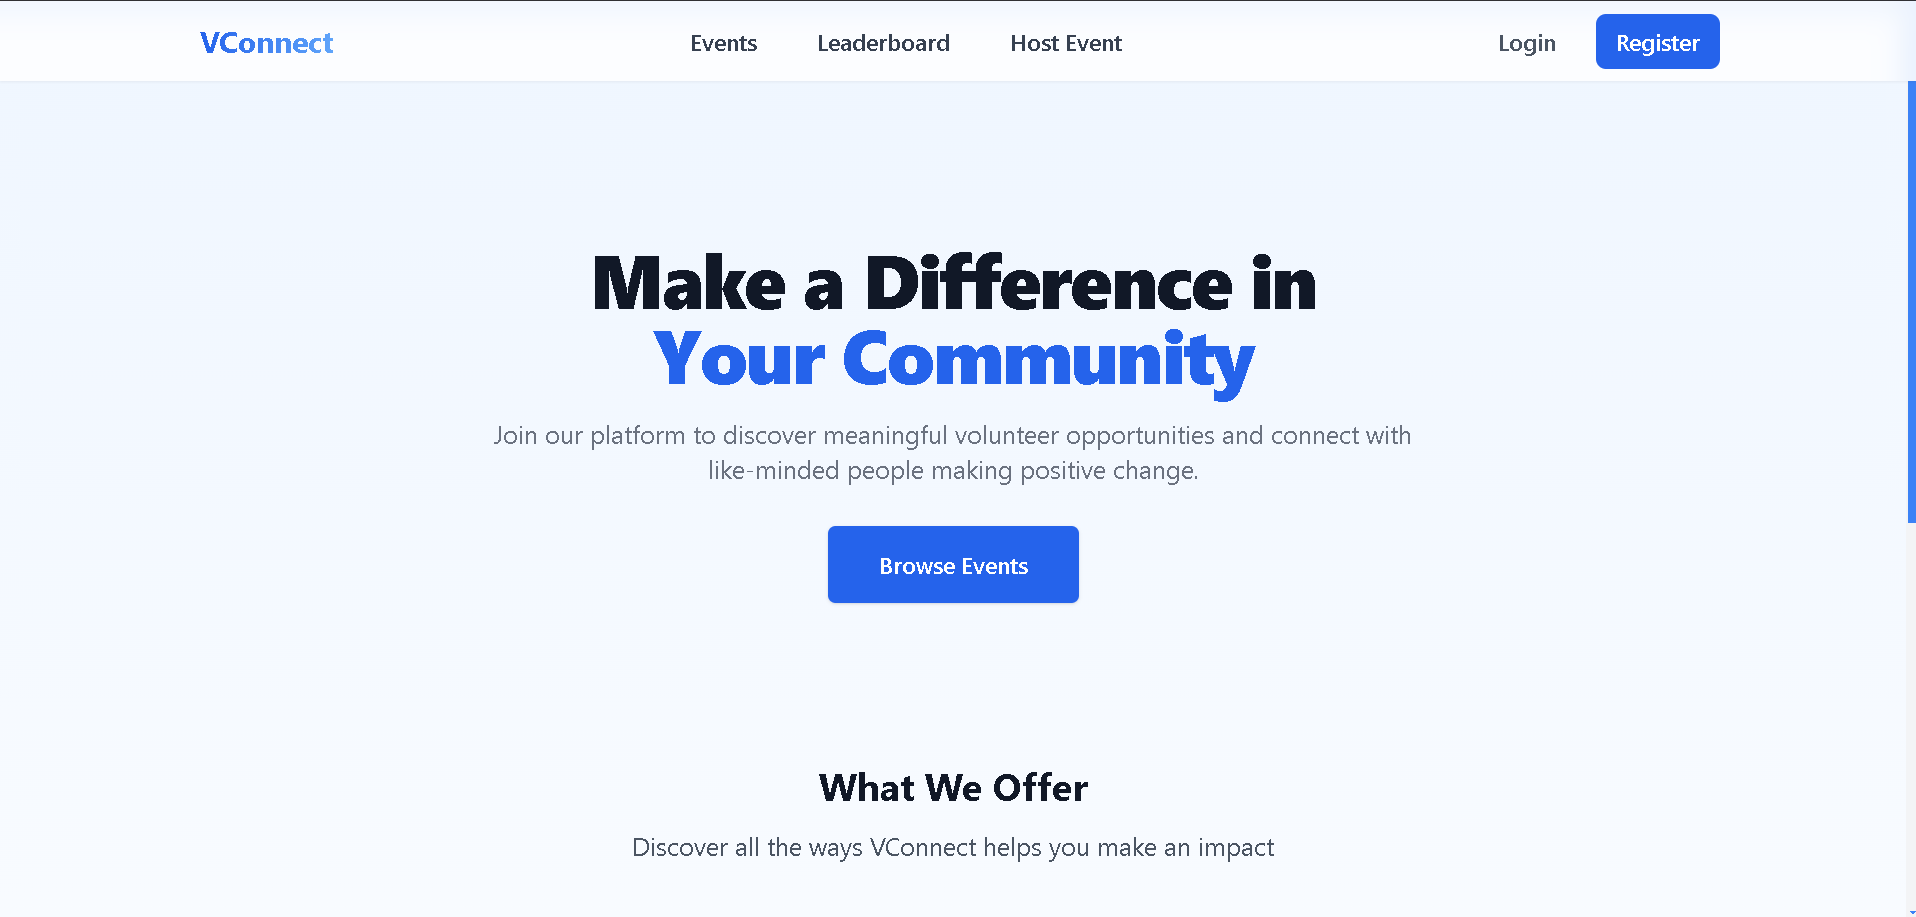 VConnect
Events
Leaderboard
Host Event
Login
Register
Make a Difference in
Your Community
Join our platform to discover meaningful volunteer opportunities and connect with
like-minded people making positive change.
Browse Events
What We Offer
Discover all the ways VConnect helps you make an impact